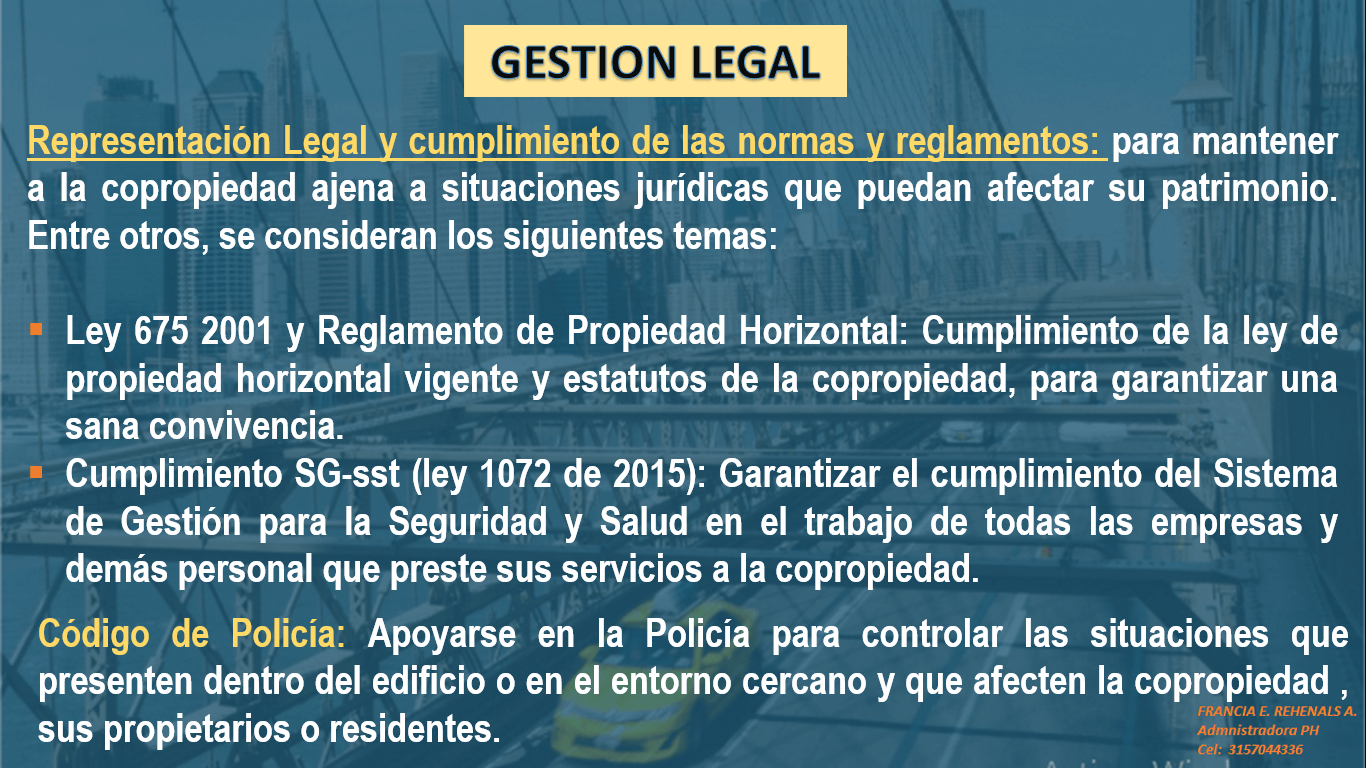 GESTION LEGAL
Representación Legal y cumplimiento de las normas y reglamentos: para mantener
a la copropiedad ajena a situaciones jurídicas que puedan afectar su patrimonio.
Entre otros, se consideran los siguientes temas:
▪ Ley 675 2001 y Reglamento de Propiedad Horizontal: Cumplimiento de la ley de
propiedad horizontal vigente y estatutos de la copropiedad, para garantizar una
sana convivencia.
▪ Cumplimiento SG-sst (ley 1072 de 2015): Garantizar el cumplimiento del Sistema
de Gestión para la Seguridad y Salud en el trabajo de todas las empresas y
demás personal que preste sus servicios a la copropiedad.
Código de Policía: Apoyarse en la Policía para controlar las situaciones que
presenten dentro del edificio o en el entorno cercano y que afecten la copropiedad ,
sus propietarios o residentes.
FRANCIA E. REHENALS A.
Admnistradora PH
Cel: 3157044336